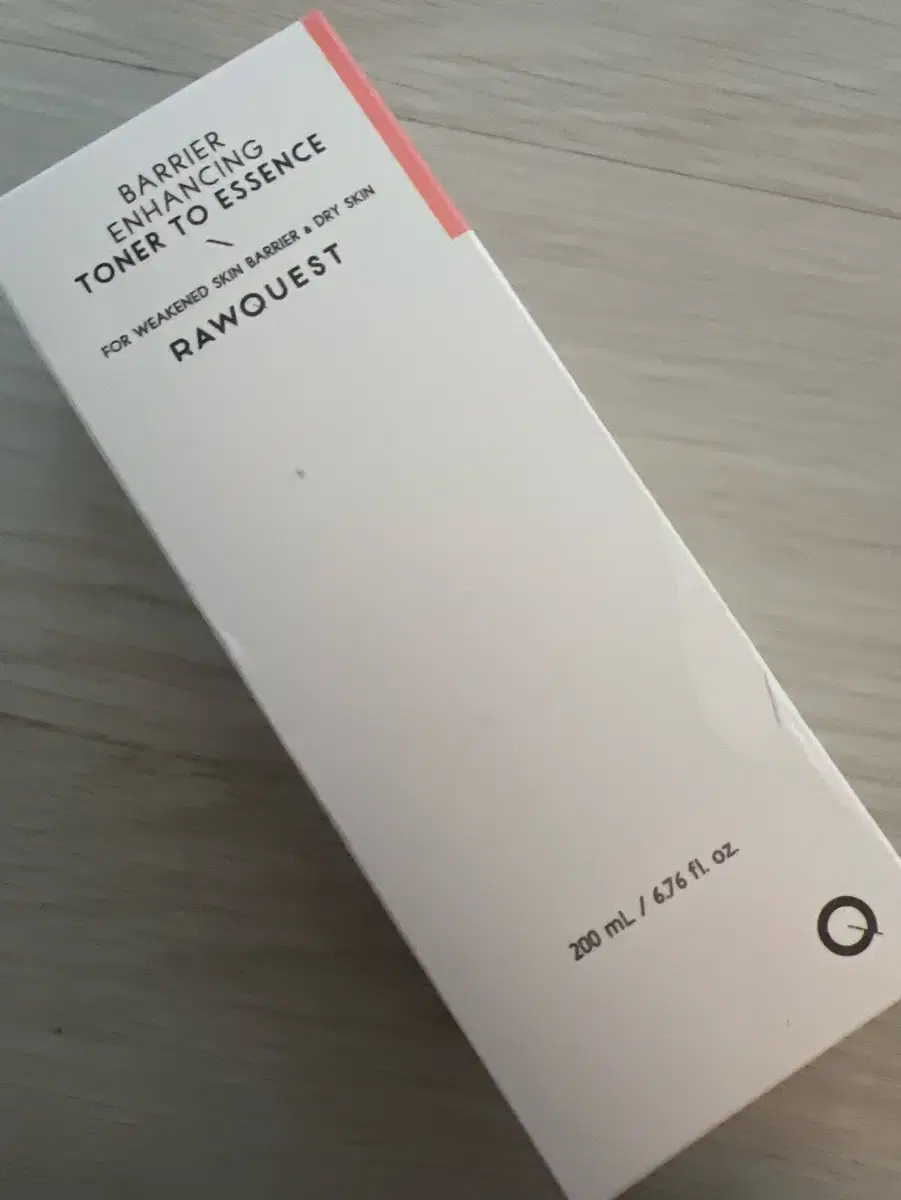 BARRIER
ENHANCING
TONER TO ESSENCE
FOR WEAKENED SKIN BARRIER & DRY SKIN
RAWQUEST
200 mL / 6.76 fl. oz.
Q